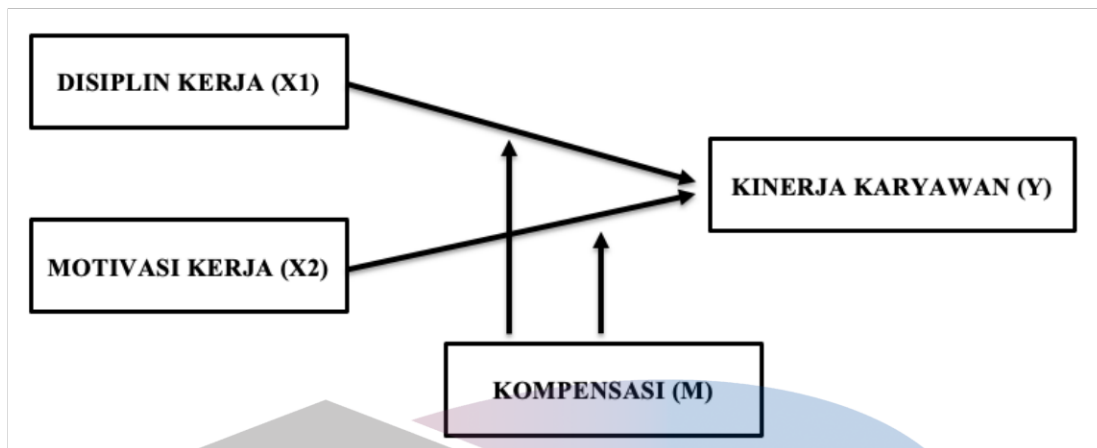 DISIPLIN KERJA (X1)
KINERJA KARYAWAN (Y)
MOTIVASI KERJA (X2)
KOMPENSASI (M)